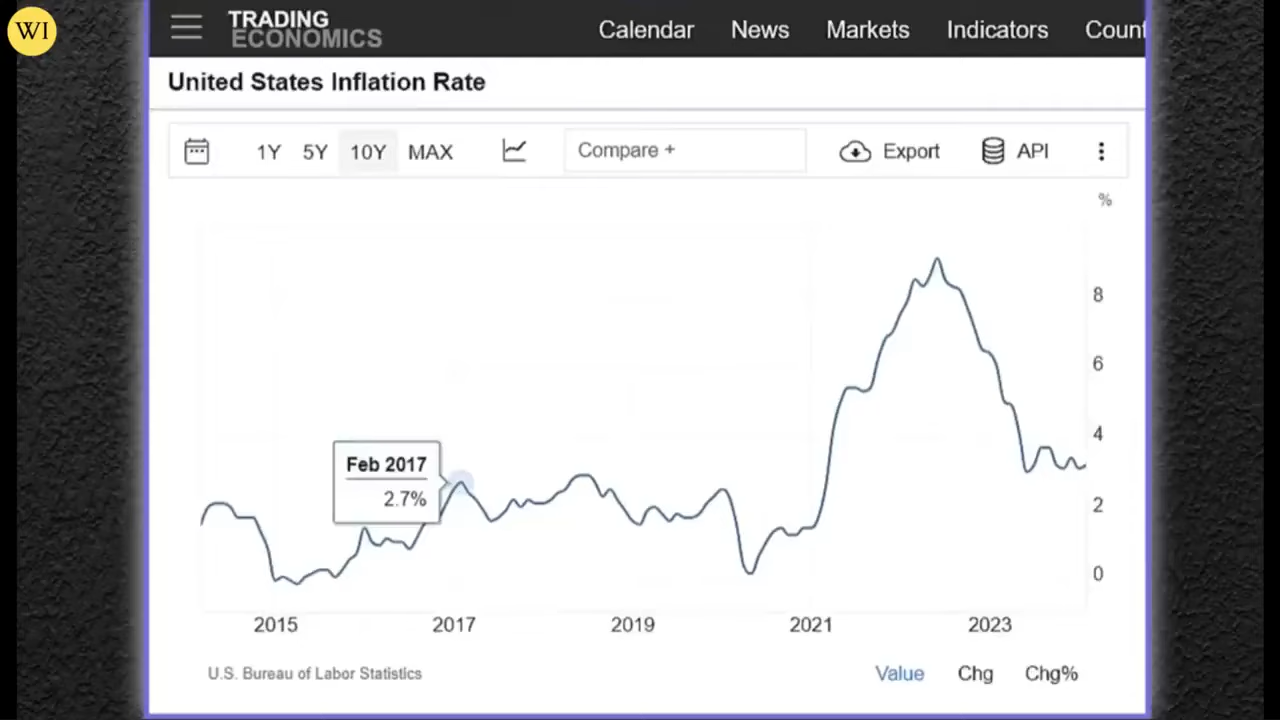 WI
TRADING
ECONOMICS
Calendar News Markets Indicators Count
United States Inflation Rate
1Y 5Y 10Y MAX Compare + Export API
%
8
6
4
2
0
Feb 2017
2.7%
2015 2017 2019 2021 2023
U.S. Bureau of Labor Statistics
Value Chg Chg%